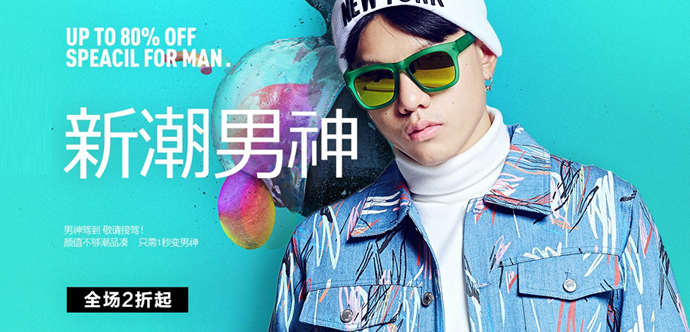 UP TO 80% OFF
SPEACIL FOR MAN.
NEW YORK
新潮男神
男神驾到 敬请接驾!
颜值不够潮品凑 只需1秒变男神
全场2折起